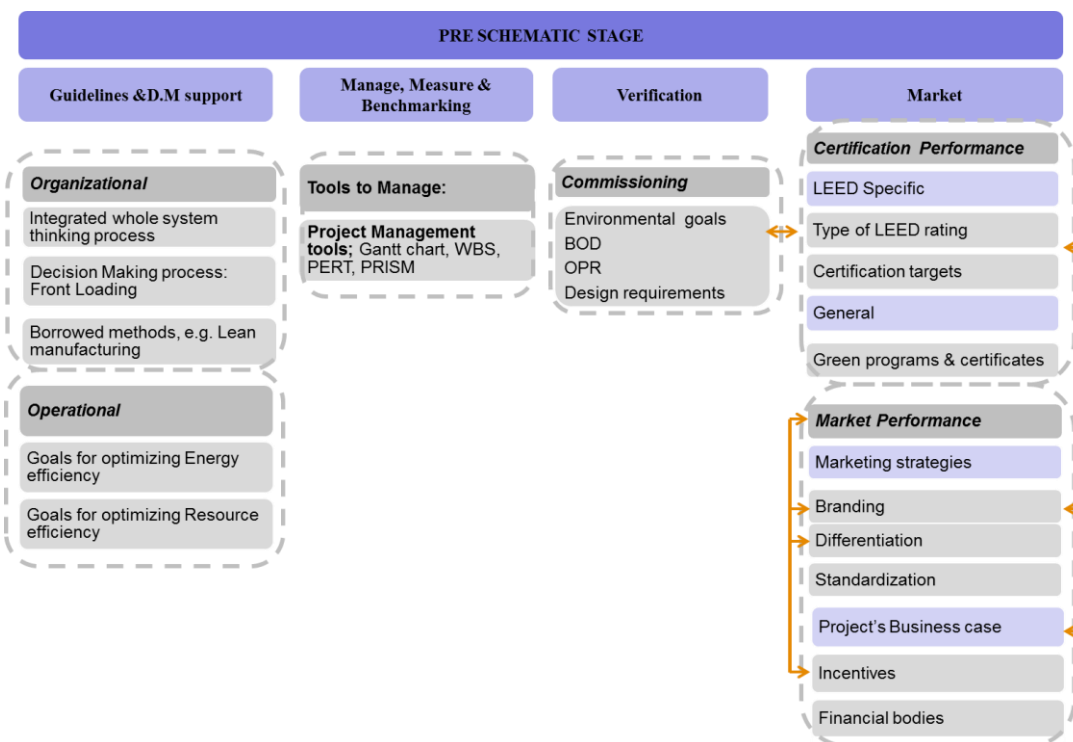 PRE SCHEMATIC STAGE
Guidelines &D.M support
Manage, Measure &
Benchmarking
Verification
Market
Organizational
Integrated whole system
thinking process
Decision Making process:
Front Loading
Borrowed methods, e.g. Lean
manufacturing
Operational
Goals for optimizing Energy
efficiency
Goals for optimizing Resource
efficiency
Tools to Manage:
Project Management
tools; Gantt chart, WBS,
PERT, PRISM
Commissioning
Environmental goals
BOD
OPR
Design requirements
Certification Performance
LEED Specific
Type of LEED rating
Certification targets
General
Green programs & certificates
Market Performance
Marketing strategies
Branding
Differentiation
Standardization
Project’s Business case
Incentives
Financial bodies